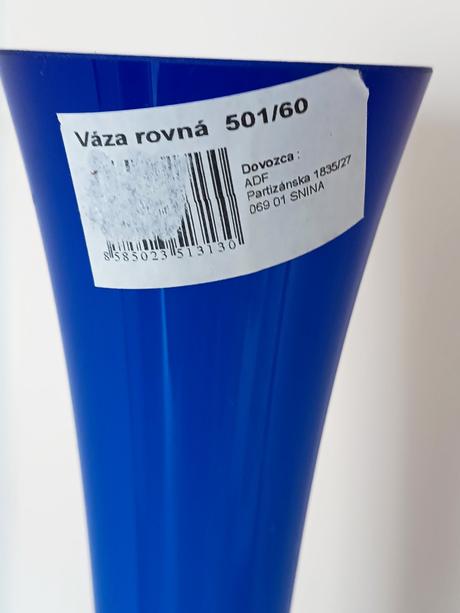 Váza rovná 501/60
Dovozca :
ADF
Partizánska 1835/27
069 01 SNINA
8 585023 513130